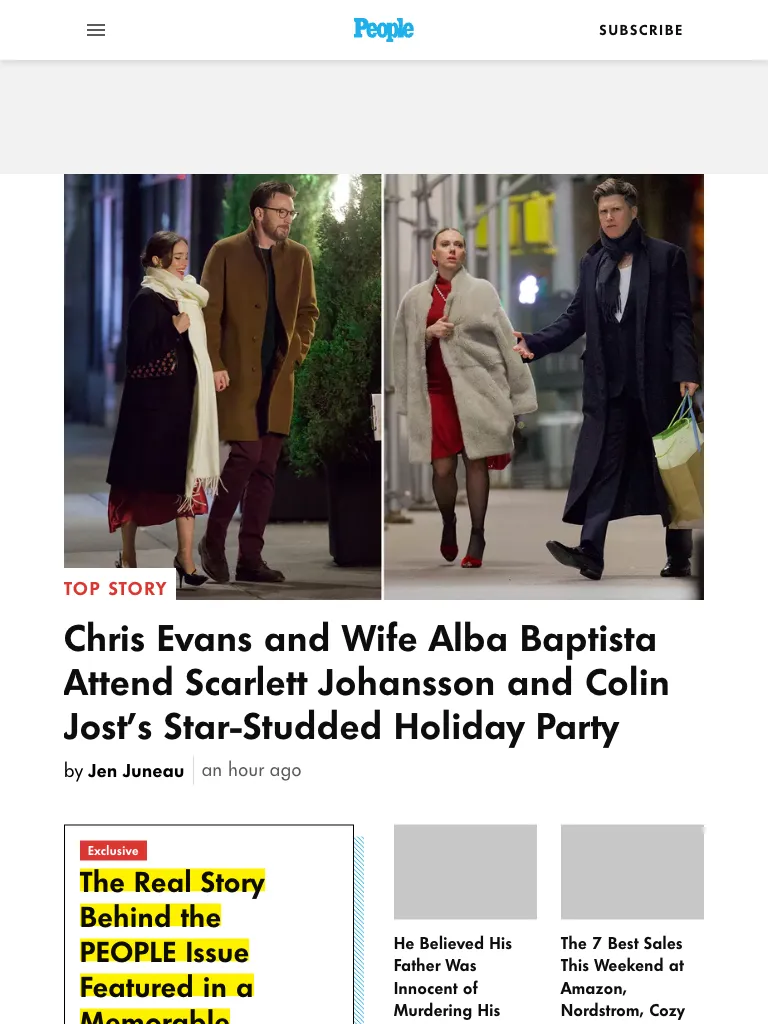 People
SUBSCRIBE
TOP STORY
Chris Evans and Wife Alba Baptista
Attend Scarlett Johansson and Colin
Jost’s Star-Studded Holiday Party
by Jen Juneau
an hour ago
Exclusive
The Real Story
Behind the
PEOPLE Issue
Featured in a
Memorable
He Believed His
Father Was
Innocent of
Murdering His
The 7 Best Sales
This Weekend at
Amazon,
Nordstrom, Cozy